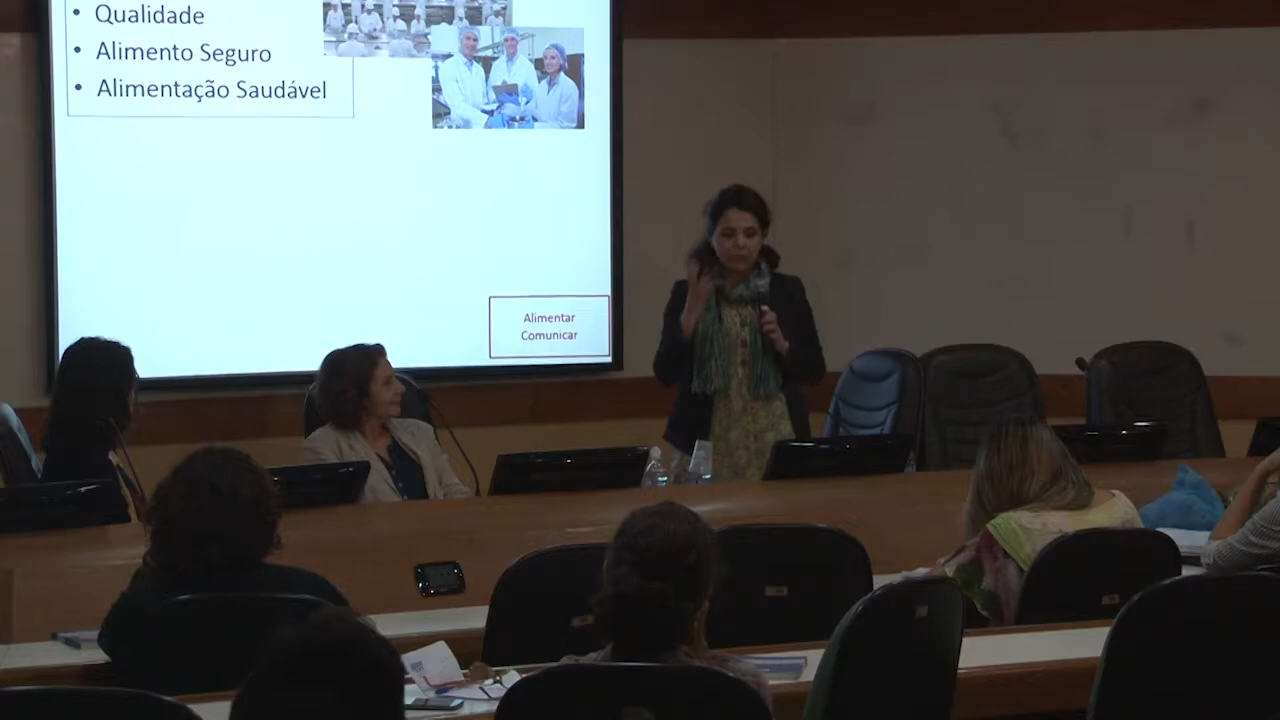 • Qualidade
• Alimento Seguro
• Alimentação Saudável
Alimentar
Comunicar